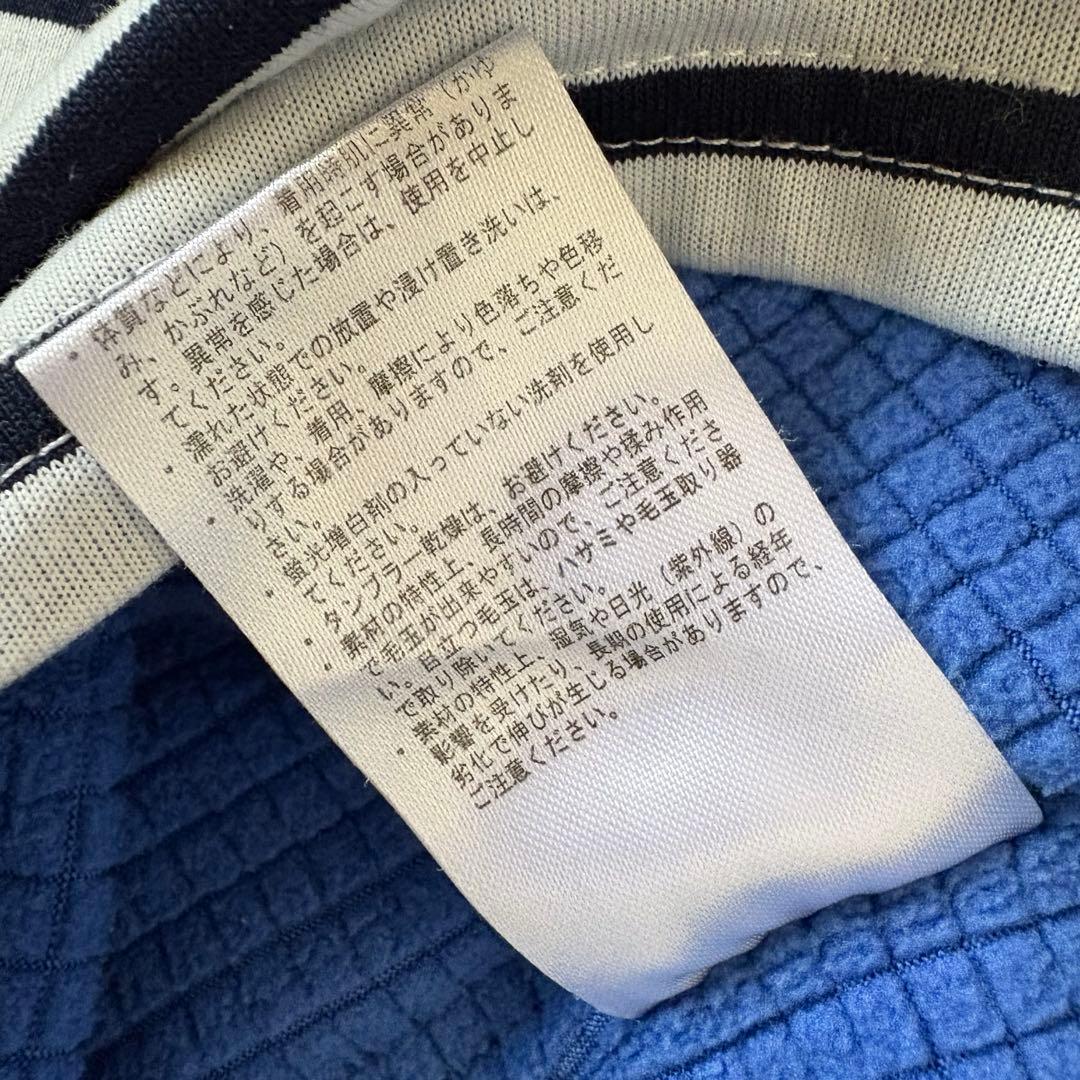 ・体質などにより、着用時肌に異常（かゆ
み、かぶれなど）を起こす場合がありま
す。異常を感じた場合は、使用を中止し
てください。
・濡れた状態での放置や浸け置き洗いは、
お避けください。
・洗濯や、着用、摩擦により色落ちや色移
りする場合がありますので、ご注意くだ
さい。
・蛍光増白剤の入っていない洗剤を使用し
てください。
・タンブラー乾燥は、お避けください。
・素材の特性上、長時間の摩擦や揉み作用
で毛玉が出来やすいので、ご注意くださ
い。目立つ毛玉は、ハサミや毛玉取り器
で取り除いてください。
・素材の特性上、湿気や日光（紫外線）の
影響を受けたり、長期の使用による経年
劣化で伸びが生じる場合がありますので、
ご注意ください。